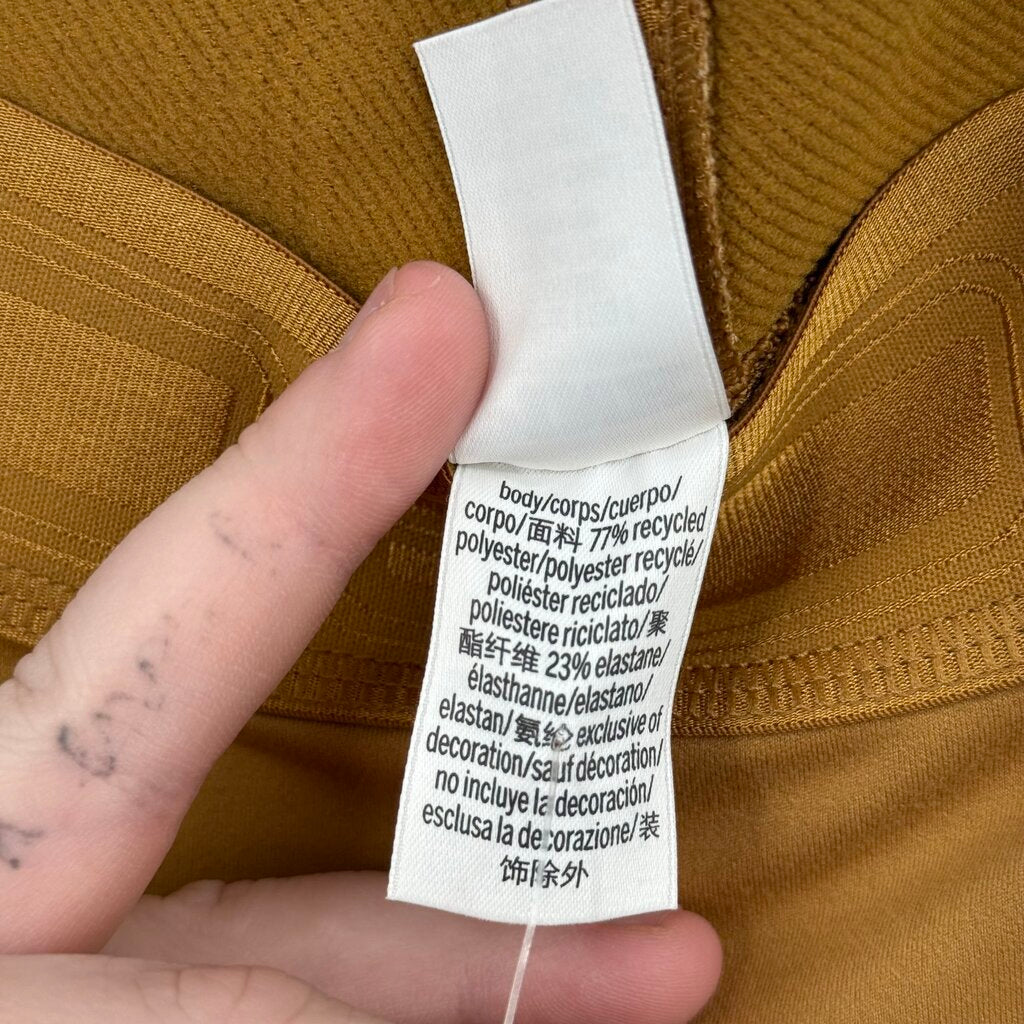 body/corps/cuerpo/
corpo/面料 77% recycled
polyester/polyester recyclé/
poliéster reciclado/
poliestere riciclato/聚
酯纤维 23% elastane/
élasthanne/elastano/
elastan/氨纶 exclusive of
decoration/sauf décoration/
no incluye la decoración/
esclusa la decorazione/装
饰除外